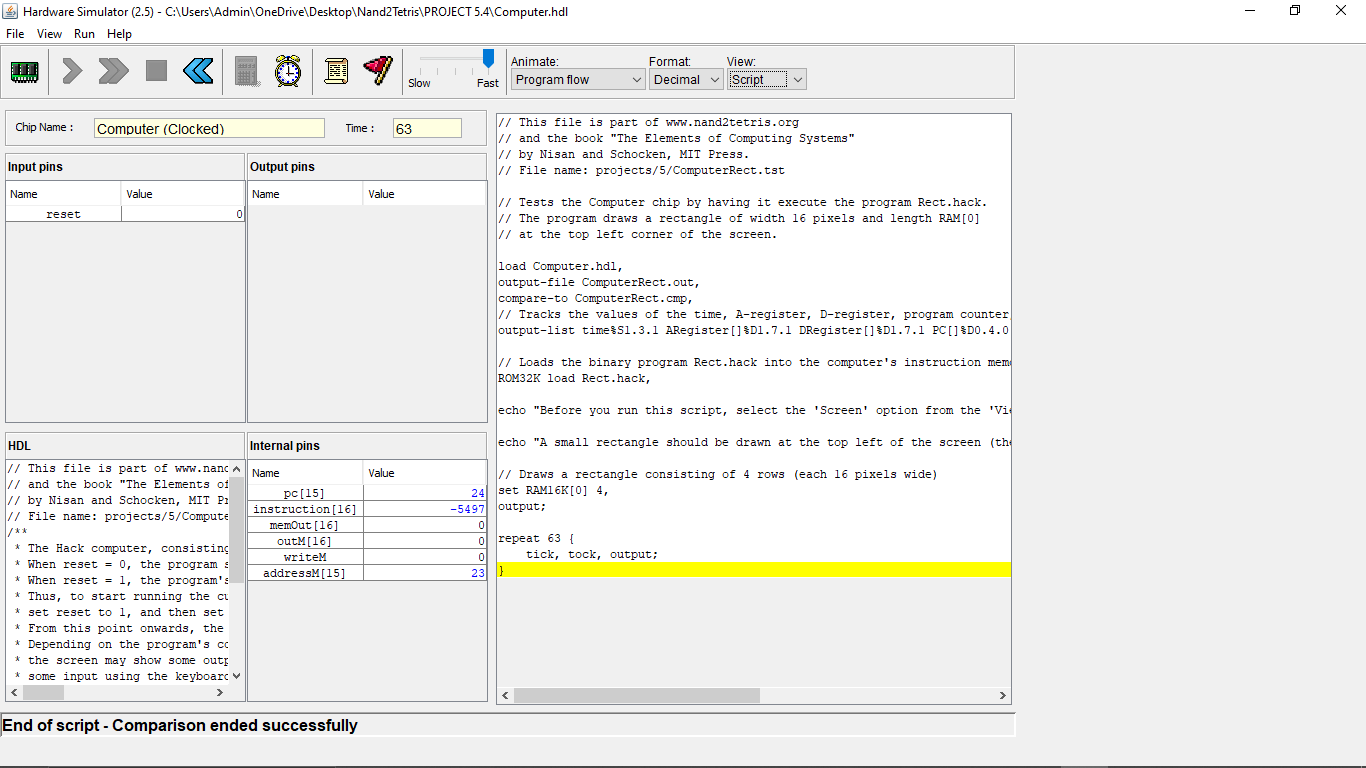 Hardware Simulator (2.5) - C:\Users\Admin\OneDrive\Desktop\Nand2Tetris\PROJECT 5.4\Computer.hdl
File View Run Help
Slow Fast
Animate:
Program flow
Format:
Decimal
View:
Script
Chip Name :
Computer (Clocked)
Time :
63
Input pins
Name Value
reset 0
Output pins
Name Value
HDL
// This file is part of www.nand
// and the book "The Elements of
// by Nisan and Schocken, MIT Pr
// File name: projects/5/Compute
/**
* The Hack computer, consisting
* When reset = 0, the program s
* When reset = 1, the program's
* Thus, to start running the cu
* set reset to 1, and then set
* From this point onwards, the
* Depending on the program's co
* the screen may show some outp
* some input using the keyboard
Internal pins
Name Value
pc[15] 24
instruction[16] -5497
memOut[16] 0
outM[16] 0
writeM 0
addressM[15] 23
// This file is part of www.nand2tetris.org
// and the book "The Elements of Computing Systems"
// by Nisan and Schocken, MIT Press.
// File name: projects/5/ComputerRect.tst
// Tests the Computer chip by having it execute the program Rect.hack.
// The program draws a rectangle of width 16 pixels and length RAM[0]
// at the top left corner of the screen.
load Computer.hdl,
output-file ComputerRect.out,
compare-to ComputerRect.cmp,
// Tracks the values of the time, A-register, D-register, program counter,
output-list time%S1.3.1 ARegister[]%D1.7.1 DRegister[]%D1.7.1 PC[]%D0.4.0
// Loads the binary program Rect.hack into the computer's instruction mem
ROM32K load Rect.hack,
echo "Before you run this script, select the 'Screen' option from the 'Vie
echo "A small rectangle should be drawn at the top left of the screen (the
// Draws a rectangle consisting of 4 rows (each 16 pixels wide)
set RAM16K[0] 4,
output;
repeat 63 {
tick, tock, output;
}
End of script - Comparison ended successfully